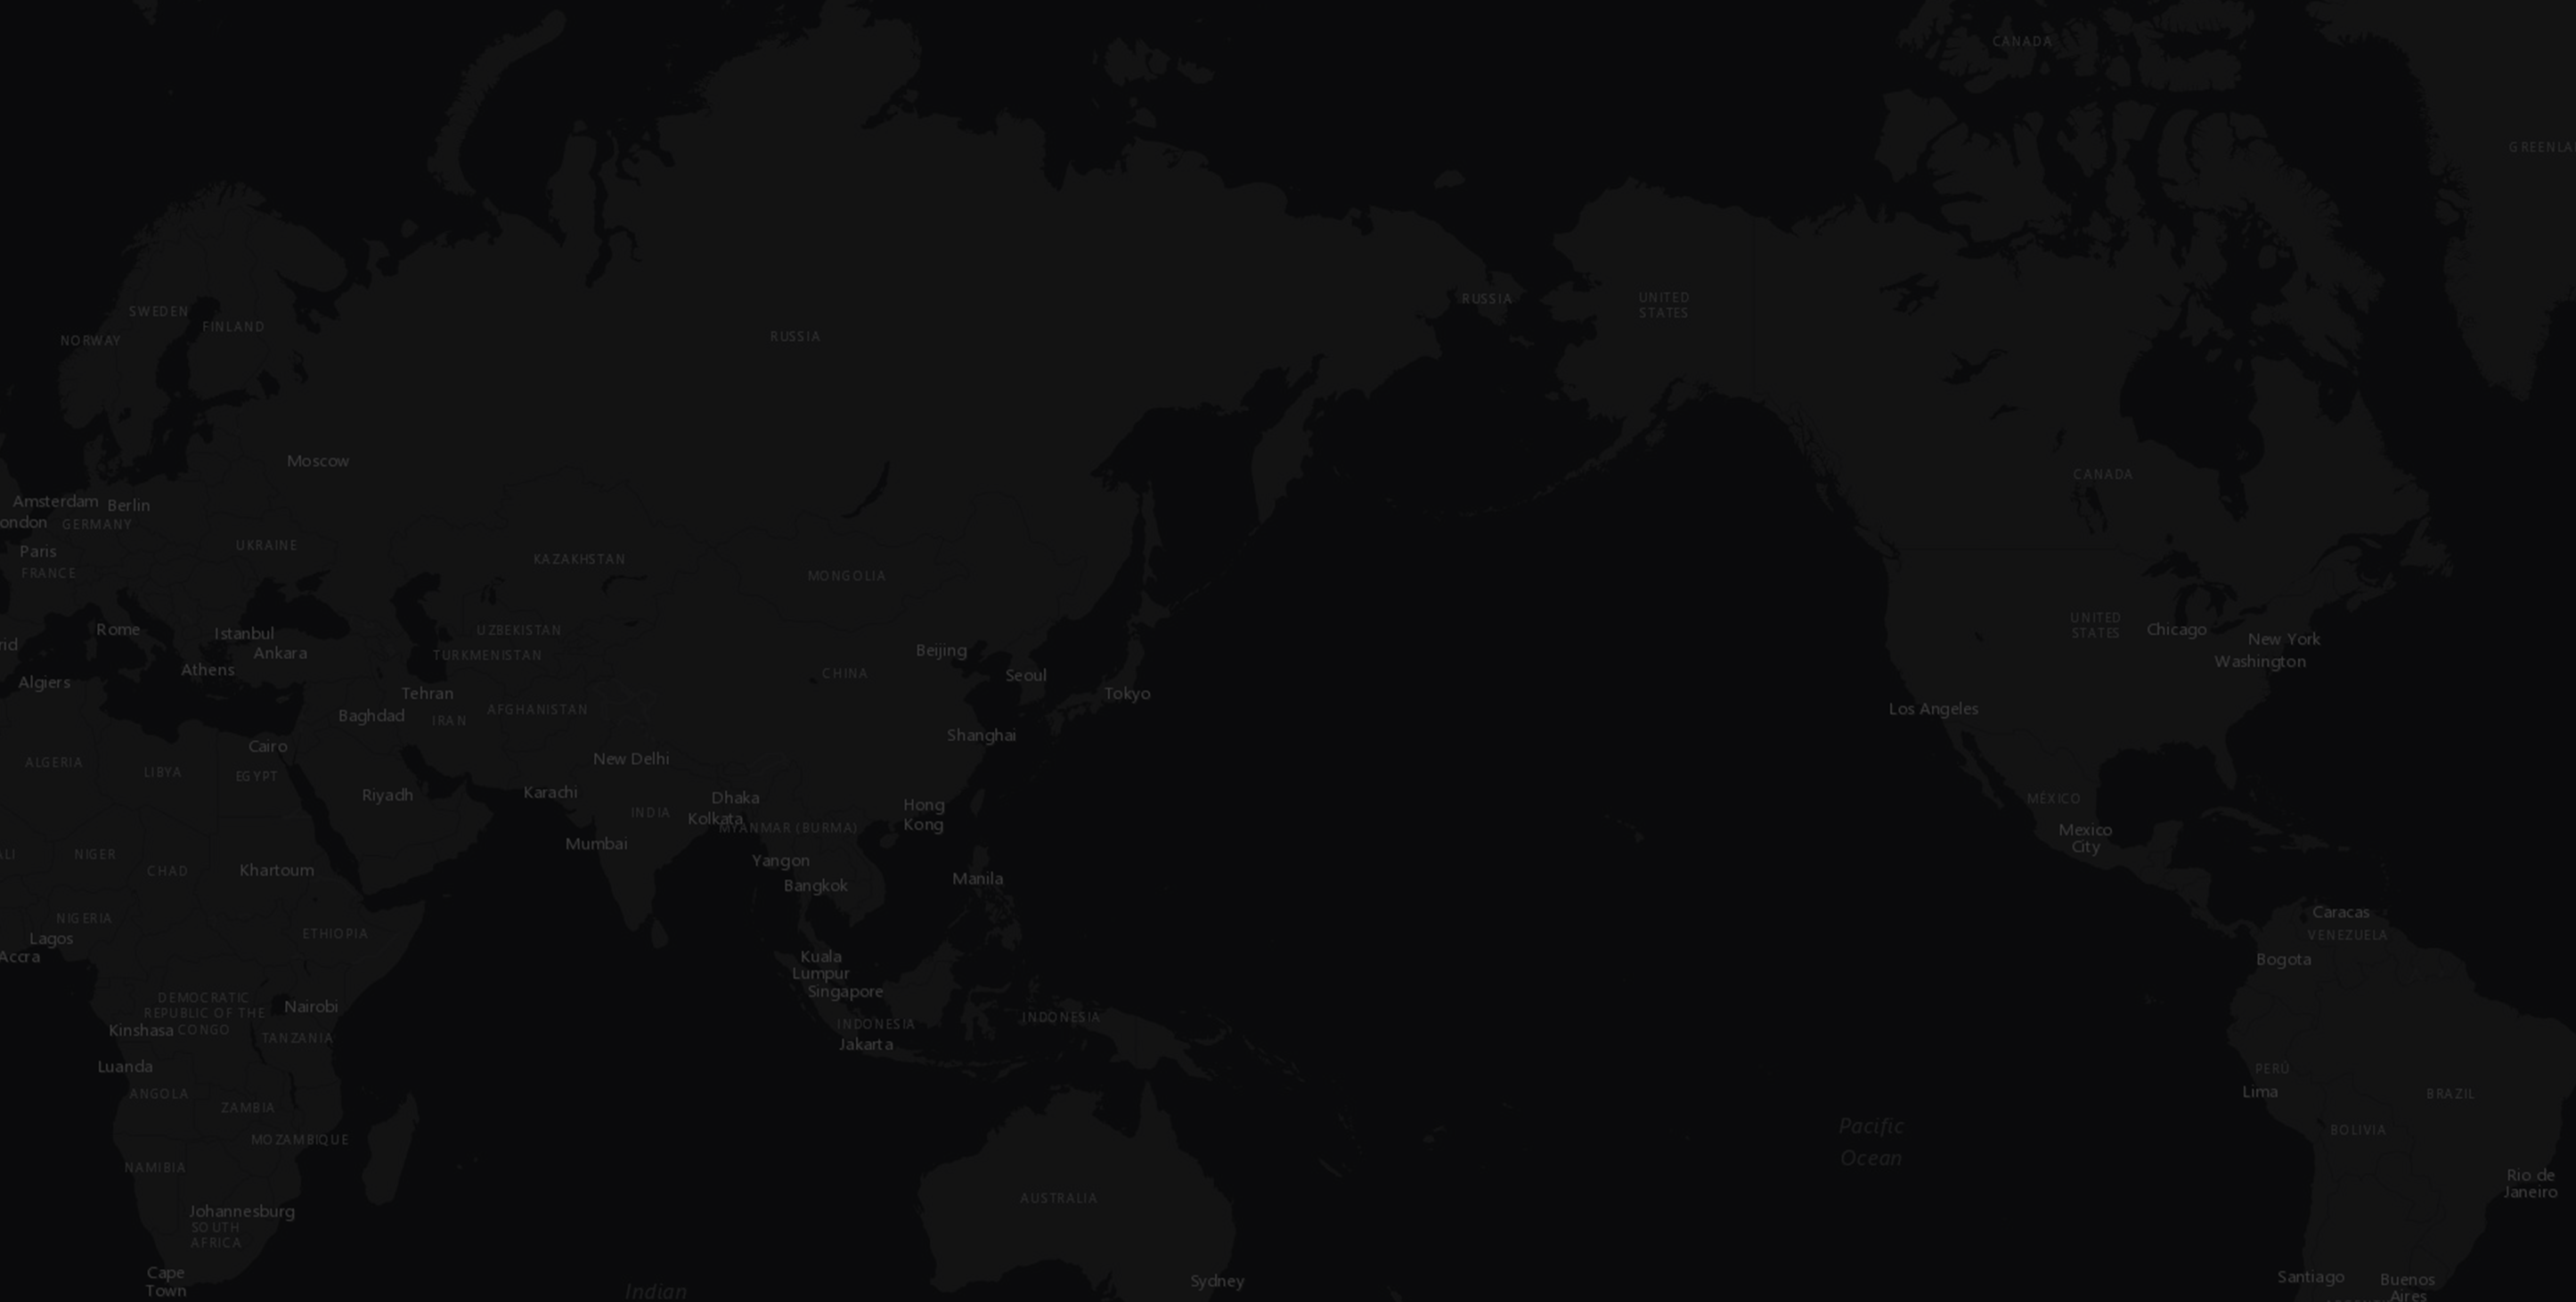 CANADA
GREENLA
SWEDEN
FINLAND
NORWAY
RUSSIA
RUSSIA
UNITED
STATES
Moscow
CANADA
Amsterdam
Berlin
ondon
GERMANY
Paris
FRANCE
UKRAINE
KAZAKHSTAN
MONGOLIA
Rome
Istanbul
Ankara
rid
Athens
Algiers
UZBEKISTAN
TURKMENISTAN
Tehran
Baghdad
IRAN
AFGHANISTAN
CHINA
Beijing
Seoul
Tokyo
Shanghai
UNITED
STATES
Chicago
New York
Washington
Los Angeles
Cairo
ALGERIA
LIBYA
EGYPT
Riyadh
New Delhi
Karachi
INDIA
Dhaka
Kolkata
MYANMAR (BURMA)
Mumbai
Hong
Kong
MÉXICO
Mexico
City
ALI
NIGER
CHAD
Khartoum
Yangon
Bangkok
Manila
NIGERIA
Lagos
Accra
ETHIOPIA
Caracas
VENEZUELA
Bogota
Kuala
Lumpur
Singapore
DEMOCRATIC
REPUBLIC OF THE
CONGO
Kinshasa
Nairobi
TANZANIA
INDONESIA
INDONESIA
Jakarta
Luanda
ANGOLA
ZAMBIA
MOZAMBIQUE
NAMIBIA
PERÚ
Lima
BRAZIL
BOLIVIA
Pacific
Ocean
Rio de
Janeiro
AUSTRALIA
Johannesburg
SOUTH
AFRICA
Cape
Town
Indian
Sydney
Santiago
Buenos
Aires